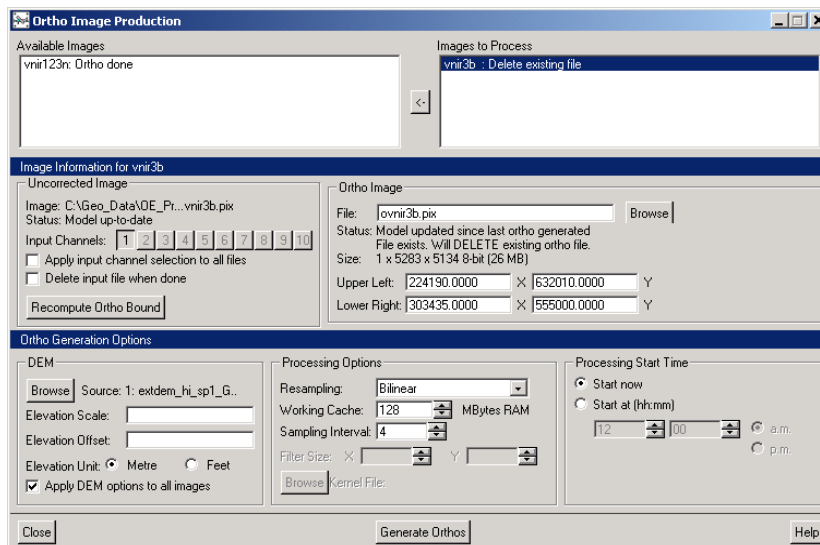 Ortho Image Production
Available Images
vnir123n: Ortho done
<-
Images to Process
vnir3b : Delete existing file
Image Information for vnir3b
Uncorrected Image
Image: C:\Geo_Data\OE_Pr...vnir3b.pix
Status: Model up-to-date
Input Channels: 1 2 3 4 5 6 7 8 9 10
Apply input channel selection to all files
Delete input file when done
Recompute Ortho Bound
Ortho Image
File: ovnir3b.pix Browse
Status: Model updated since last ortho generated
File exists. Will DELETE existing ortho file.
Size: 1 x 5283 x 5134 8-bit (26 MB)
Upper Left: 224190.0000 X 632010.0000 Y
Lower Right: 303435.0000 X 555000.0000 Y
Ortho Generation Options
DEM
Browse Source: 1: extdem_hi_sp1_G..
Elevation Scale:
Elevation Offset:
Elevation Unit: Metre Feet
Apply DEM options to all images
Processing Options
Resampling: Bilinear
Working Cache: 128 MBytes RAM
Sampling Interval: 4
Filter Size: X Y
Browse Kernel File:
Processing Start Time
Start now
Start at (hh:mm)
12 00 a.m.
p.m.
Close
Generate Orthos
Help